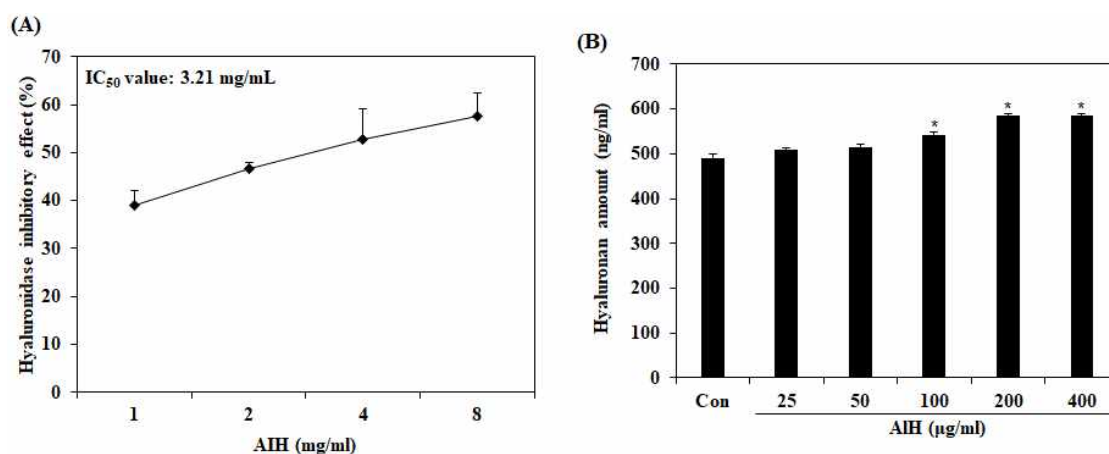 (A)
Hyaluronidase inhibitory effect (%)
70
60
50
40
30
20
10
0
IC50 value: 3.21 mg/mL
1 2 4 8
AIH (mg/ml)
(B)
Hyaluronan amount (ng/ml)
700
600
500
400
300
200
100
0
* * *
Con 25 50 100 200 400
AIH (µg/ml)